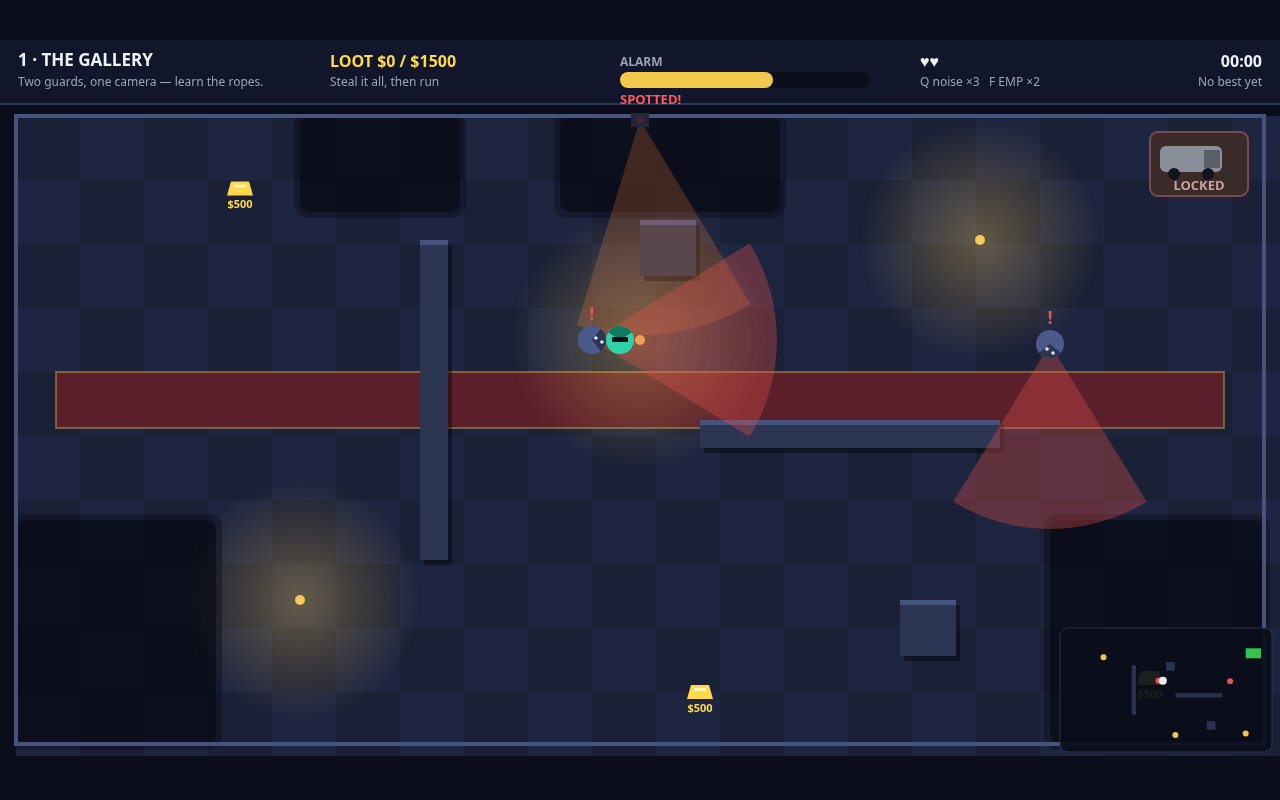 1 · THE GALLERY
Two guards, one camera — learn the ropes.
LOOT $0 / $1500
Steal it all, then run
ALARM
SPOTTED!
♥♥
Q noise ×3 F EMP ×2
00:00
No best yet
LOCKED
$500
!
!
$500
$500